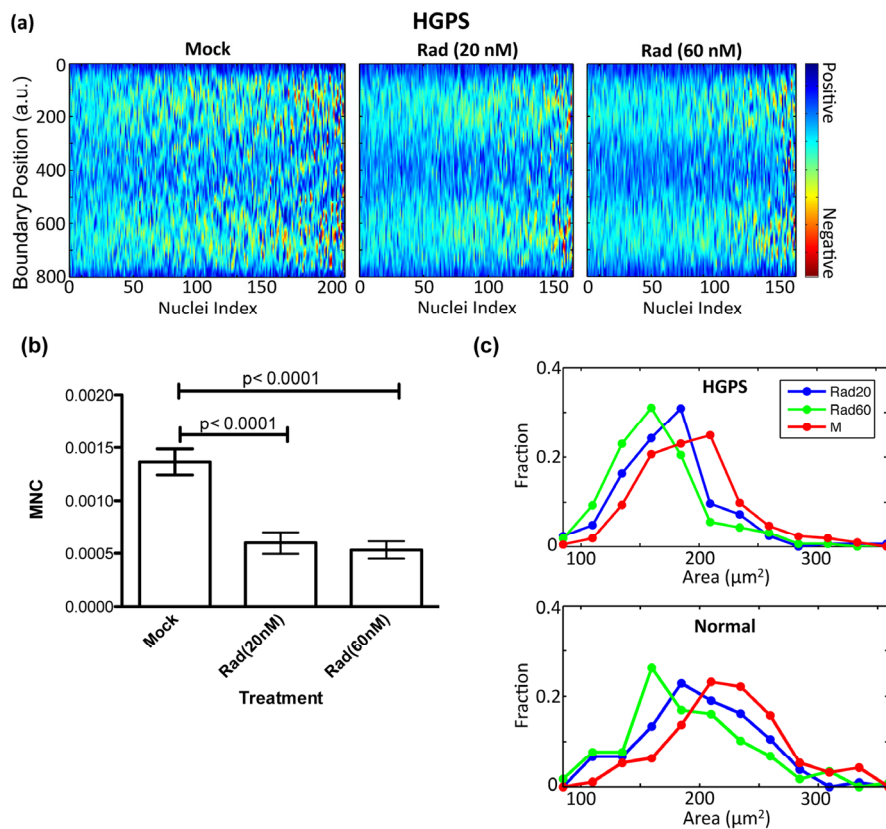 (a)
HGPS
Mock
Rad (20 nM)
Rad (60 nM)
Boundary Position (a.u.)
0
200
400
600
800
0 50 100 150 200
0 50 100 150
0 50 100 150
Nuclei Index
Nuclei Index
Nuclei Index
Positive
Negative
(b)
p< 0.0001
p< 0.0001
MNC
0.0020
0.0015
0.0010
0.0005
0.0000
Mock
Rad(20nM)
Rad(60nM)
Treatment
(c)
HGPS
Rad20
Rad60
M
Fraction
0.4
0.2
0
100 200 300
Area (μm²)
Normal
Fraction
0.4
0.2
0
100 200 300
Area (μm²)